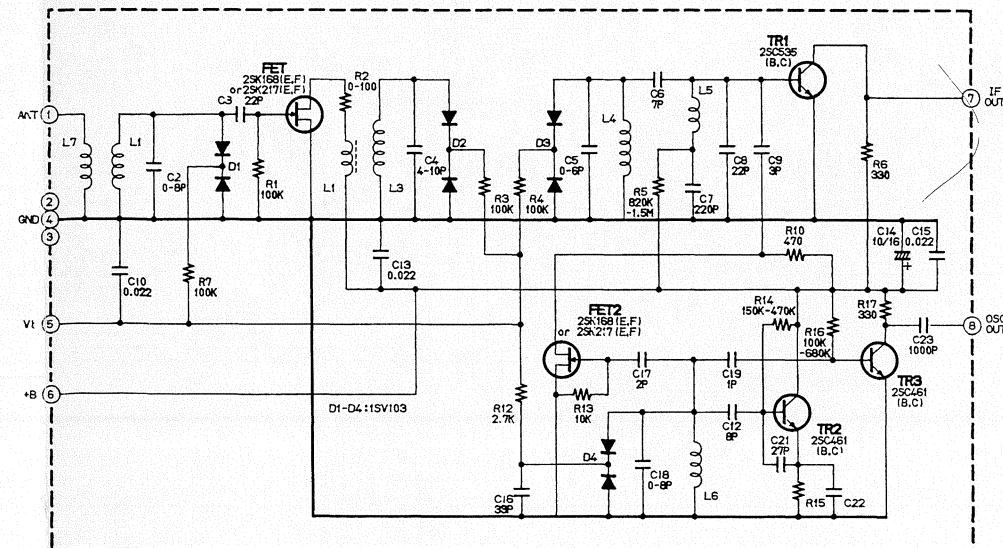 TR1
2SC535
(B,C)
FET
2SK168(E,F)
or 2SK217(E,F)
22P
C3
R2
0-100
C6
7P
L5
ANT 1
7 IF
OUT
L7
L1
C2
0-8P
D1
R1
100K
L1
L3
C4
4-10P
D2
D3
C5
0-6P
L4
C8
22P
C9
3P
R6
330
R3
100K
R4
100K
R5
820K
-1.5M
C7
220P
2
GND 4
3
C10
0.022
R7
100K
C13
0.022
R10
470
C14
10/16
+
C15
0.022
FET2
2SK168(E,F)
or 2SK217(E,F)
R14
150K-470K
R16
100K
-680K
R17
330
Vt 5
8 OSC
OUT
C23
1000P
C17
2P
C19
1P
TR3
2SC461
(B,C)
+B 6
D1-D4:1SV103
R12
2.7K
R13
10K
C12
8P
TR2
2SC461
(B,C)
D4
C18
0-8P
L6
C21
27P
C16
33P
R15
C22